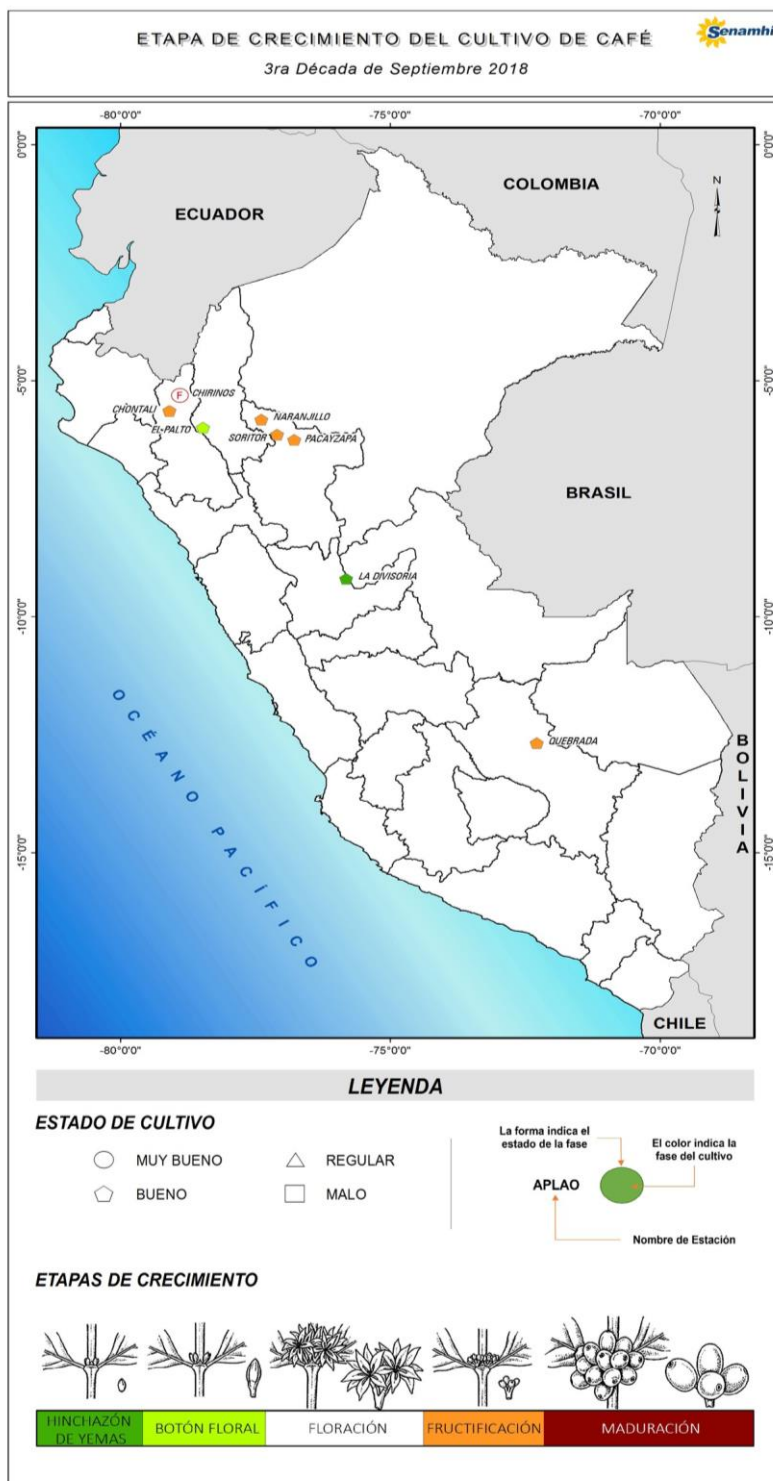 ETAPA DE CRECIMIENTO DEL CULTIVO DE CAFÉ
Senamhi
3ra Década de Septiembre 2018
-80°0'0" -75°0'0" -70°0'0"
0°0'0" 0°0'0"
COLOMBIA
N
ECUADOR
-5°0'0" -5°0'0"
F CHIRINOS
CHONTALI
NARANJILLO
EL-PALTO
SORITOR
PACAYZAPA
BRASIL
LA DIVISORIA
-10°0'0" -10°0'0"
OCÉANO PACÍFICO
QUEBRADA
BOLIVIA
-15°0'0" -15°0'0"
CHILE
-80°0'0" -75°0'0" -70°0'0"
LEYENDA
ESTADO DE CULTIVO
MUY BUENO
REGULAR
BUENO
MALO
La forma indica el
estado de la fase
El color indica la
fase del cultivo
APLAO
Nombre de Estación
ETAPAS DE CRECIMIENTO
HINCHAZÓN
DE YEMAS
BOTÓN FLORAL
FLORACIÓN
FRUCTIFICACIÓN
MADURACIÓN